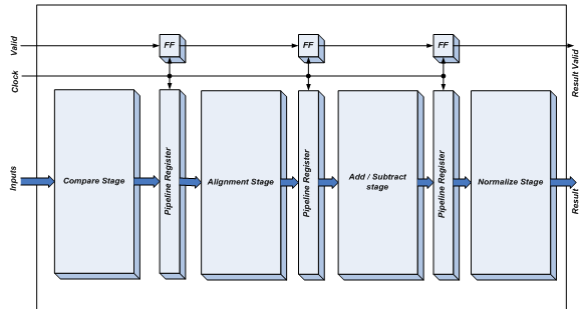 Valid
FF
FF
FF
Result Valid
Clock
Inputs
Compare Stage
Pipeline Register
Alignment Stage
Pipeline Register
Add / Subtract
stage
Pipeline Register
Normalize Stage
Result